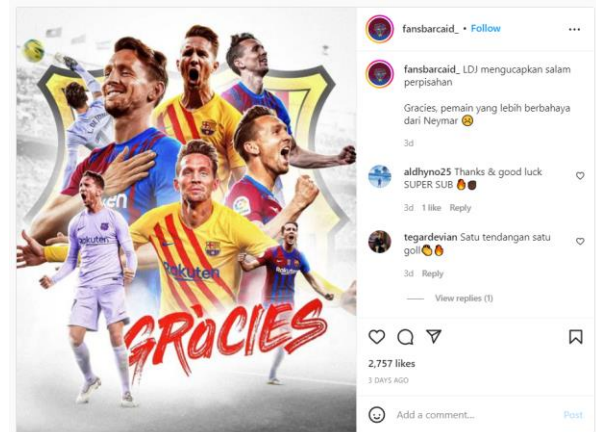 fansbarcaid_ • Follow
fansbarcaid_ LDJ mengucapkan salam
perpisahan
Gracies, pemain yang lebih berbahaya
dari Neymar 😢
3d
aldhyno25 Thanks & good luck
SUPER SUB 🔥✊🏿
3d 1 like Reply
tegardevian Satu tendangan satu
goll👏🔥
3d Reply
View replies (1)
2,757 likes
3 DAYS AGO
Add a comment...
Post
Rakuten
Rakuten
GRÀCIES